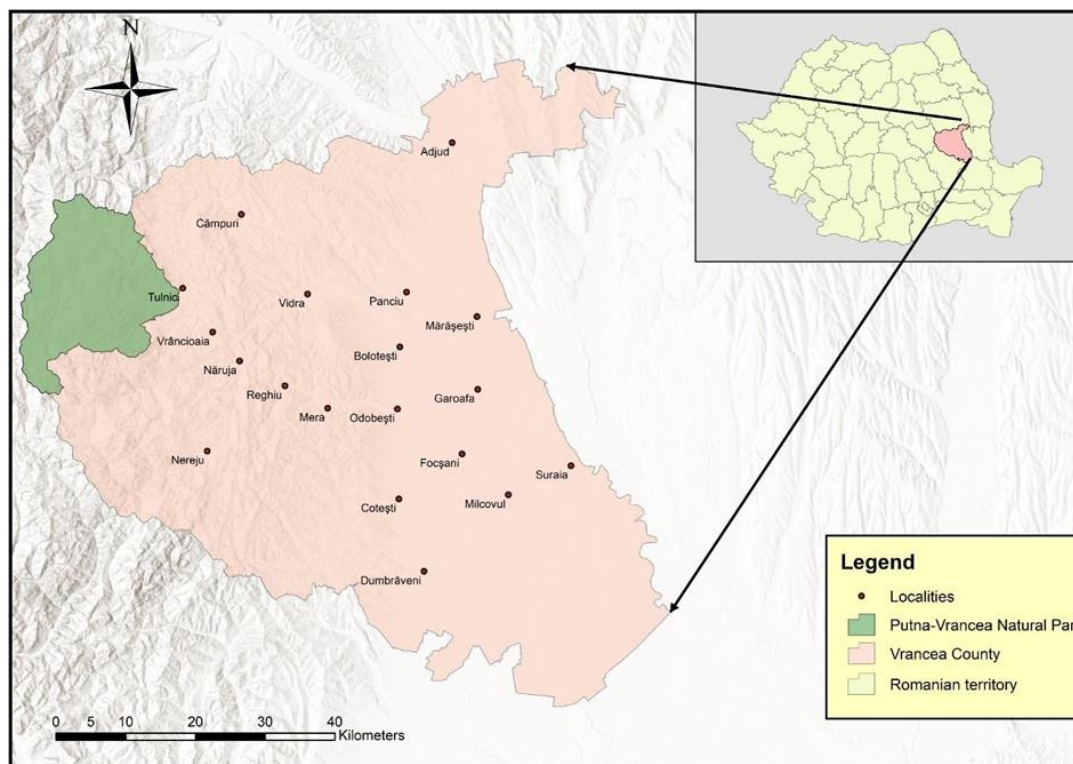 N
Adjud
Câmpuri
Tulnic
Vidra
Panciu
Mărăşeşti
Vrâncioaia
Boloteşti
Năruja
Reghiu
Garoafa
Mera
Odobeşti
Nereju
Focşani
Suraia
Coteşti
Milcovul
Dumbrăveni
Legend
Localities
Putna-Vrancea Natural Par
Vrancea County
Romanian territory
0 5 10 20 30 40
Kilometers